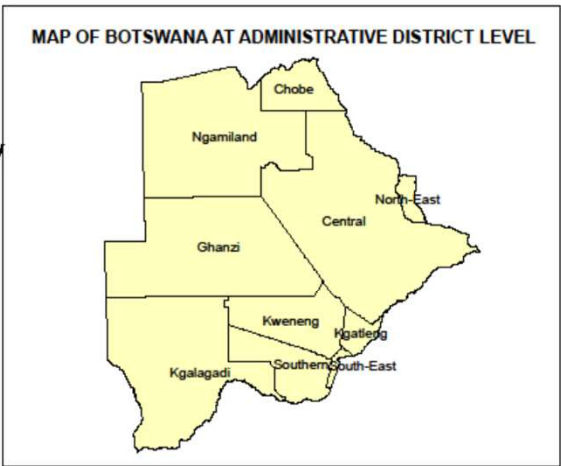 MAP OF BOTSWANA AT ADMINISTRATIVE DISTRICT LEVEL
Chobe
Ngamiland
North-East
Central
Ghanzi
Kweneng
Kgatleng
Southern
South-East
Kgalagadi